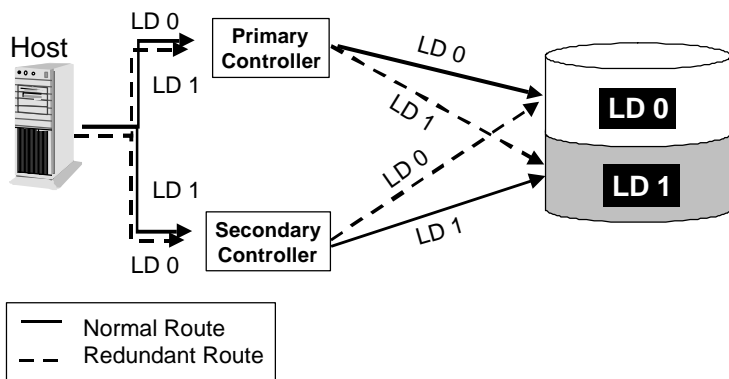 LD 0
Host
Primary
Controller
LD 0
LD 1
LD 1
LD 0
LD 0
LD 1
LD 1
Secondary
Controller
LD 1
LD 0
Normal Route
Redundant Route